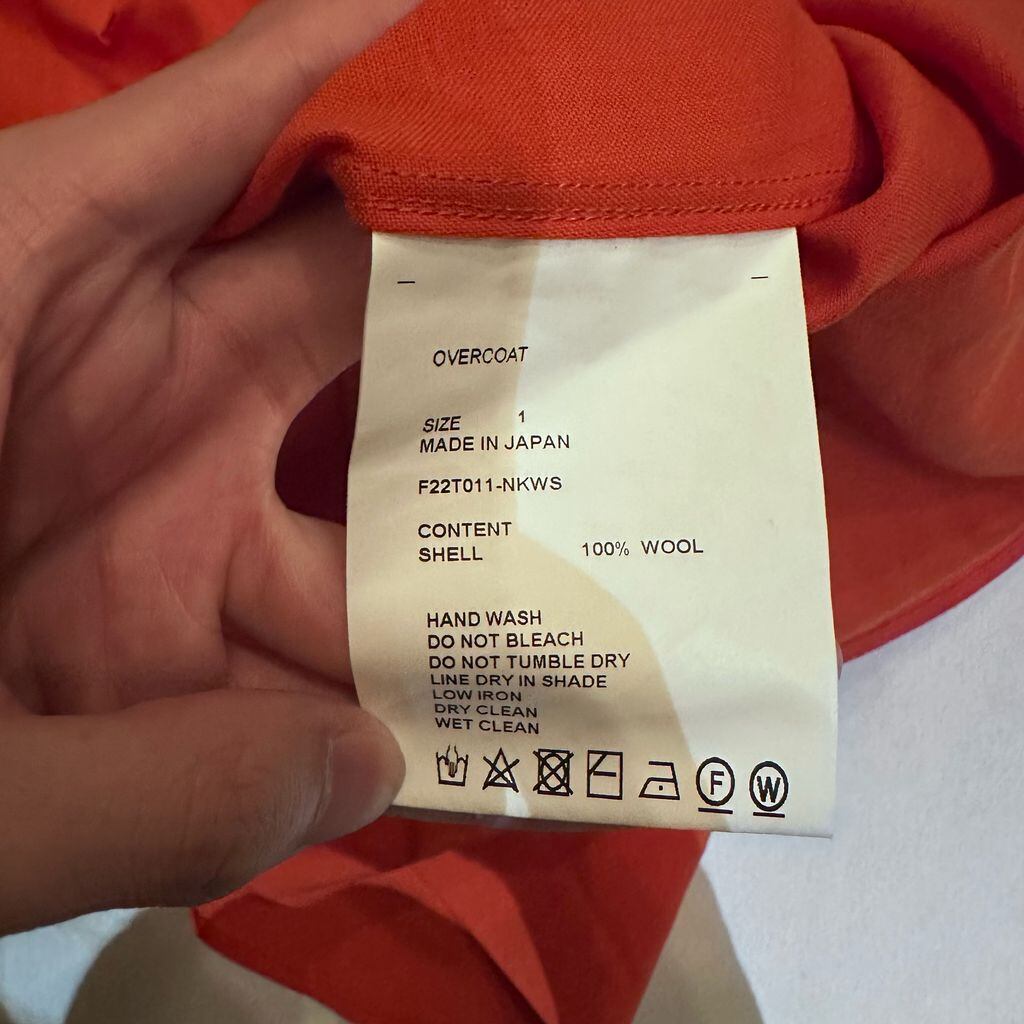 OVERCOAT
SIZE 1
MADE IN JAPAN
F22T011-NKWS
CONTENT
SHELL 100% WOOL
HAND WASH
DO NOT BLEACH
DO NOT TUMBLE DRY
LINE DRY IN SHADE
LOW IRON
DRY CLEAN
WET CLEAN
F W